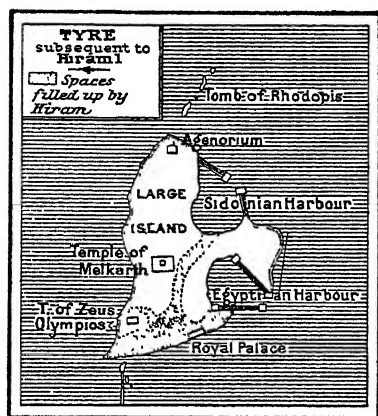 TYRE
subsequent to
Hiram I
Spaces
filled up by
Hiram
Tomb of Rhodopis
Agenorium
LARGE
Sidonian Harbour
ISLAND
Temple of
Melkarth
Egyptian Harbour
T. of Zeus
Olympios
Royal Palace